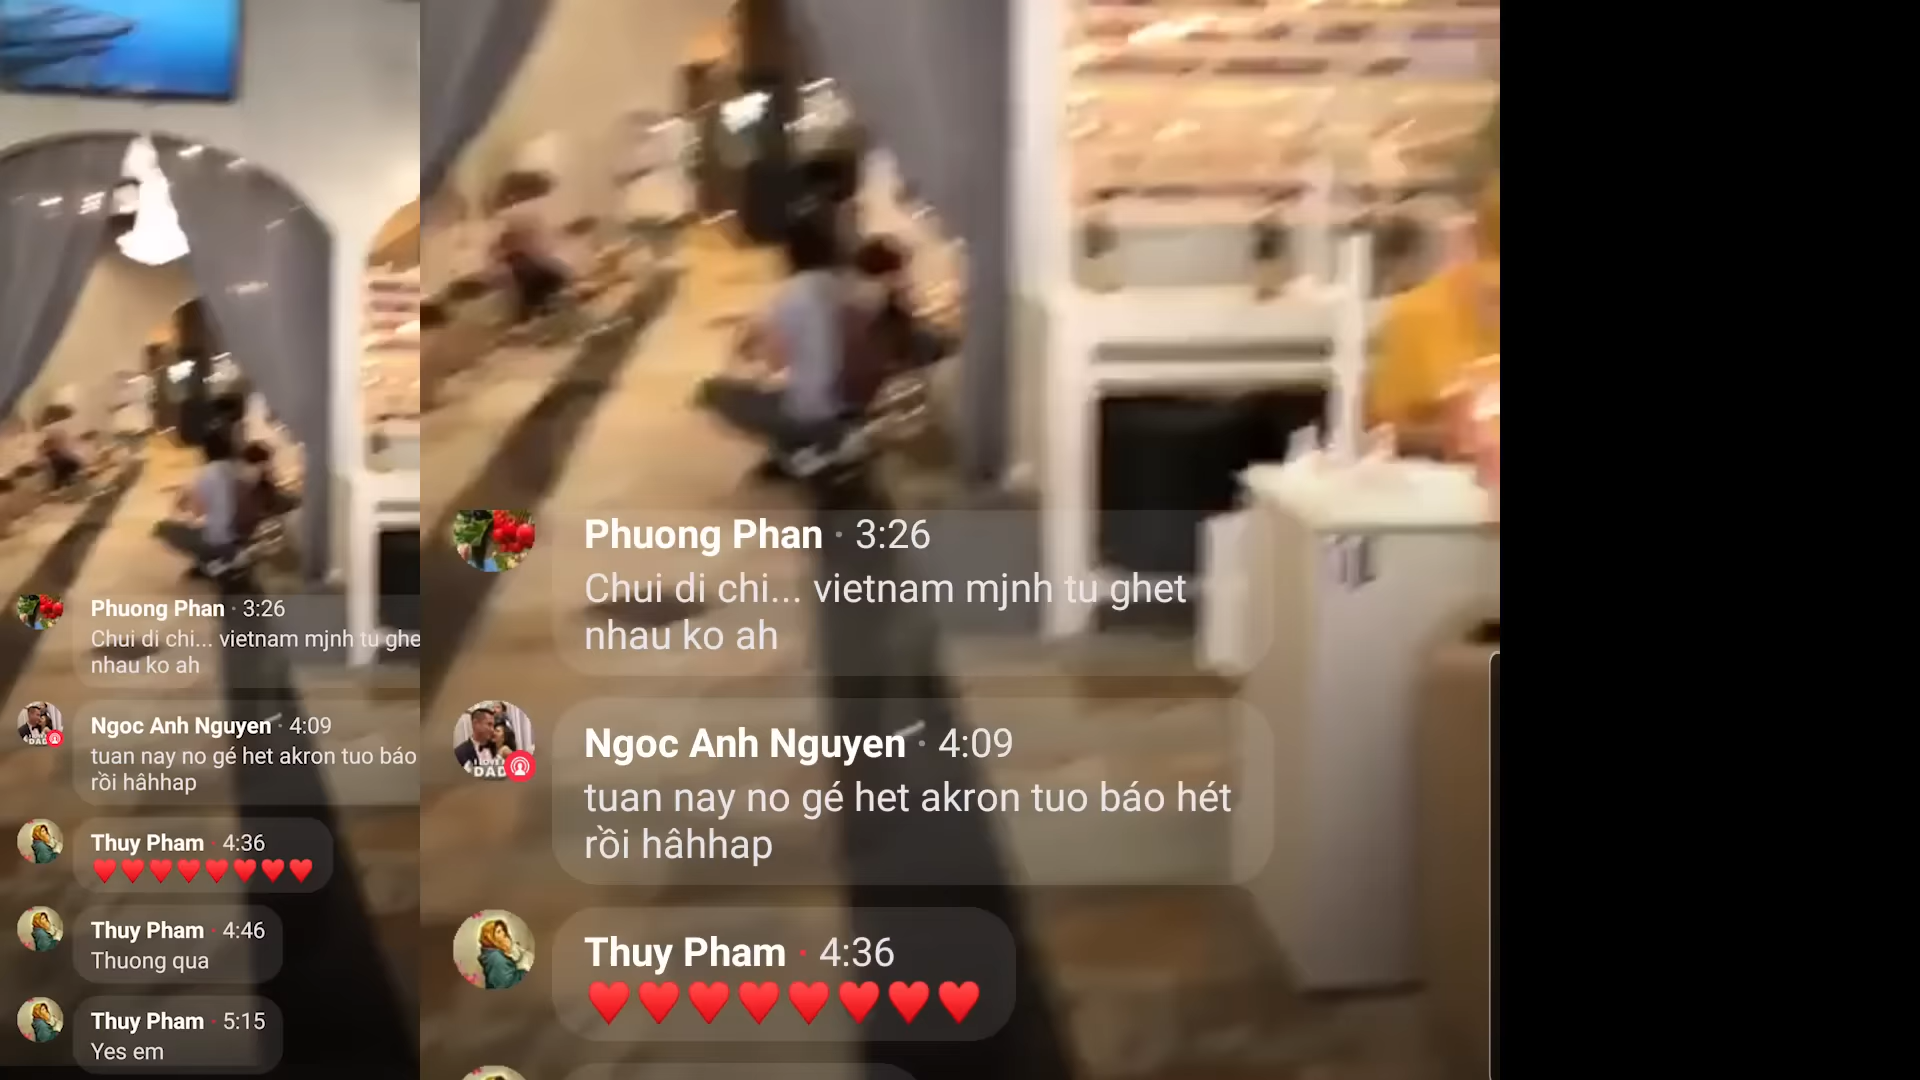 Phuong Phan · 3:26
Chui di chi... vietnam mjnh tu ghe
nhau ko ah
Ngoc Anh Nguyen · 4:09
tuan nay no gé het akron tuo báo
rồi hâhhap
Thuy Pham · 4:36
♥♥♥♥♥♥♥♥
Thuy Pham · 4:46
Thuong qua
Thuy Pham · 5:15
Yes em
Phuong Phan · 3:26
Chui di chi... vietnam mjnh tu ghet
nhau ko ah
Ngoc Anh Nguyen · 4:09
tuan nay no gé het akron tuo báo hét
rồi hâhhap
Thuy Pham · 4:36
♥♥♥♥♥♥♥♥